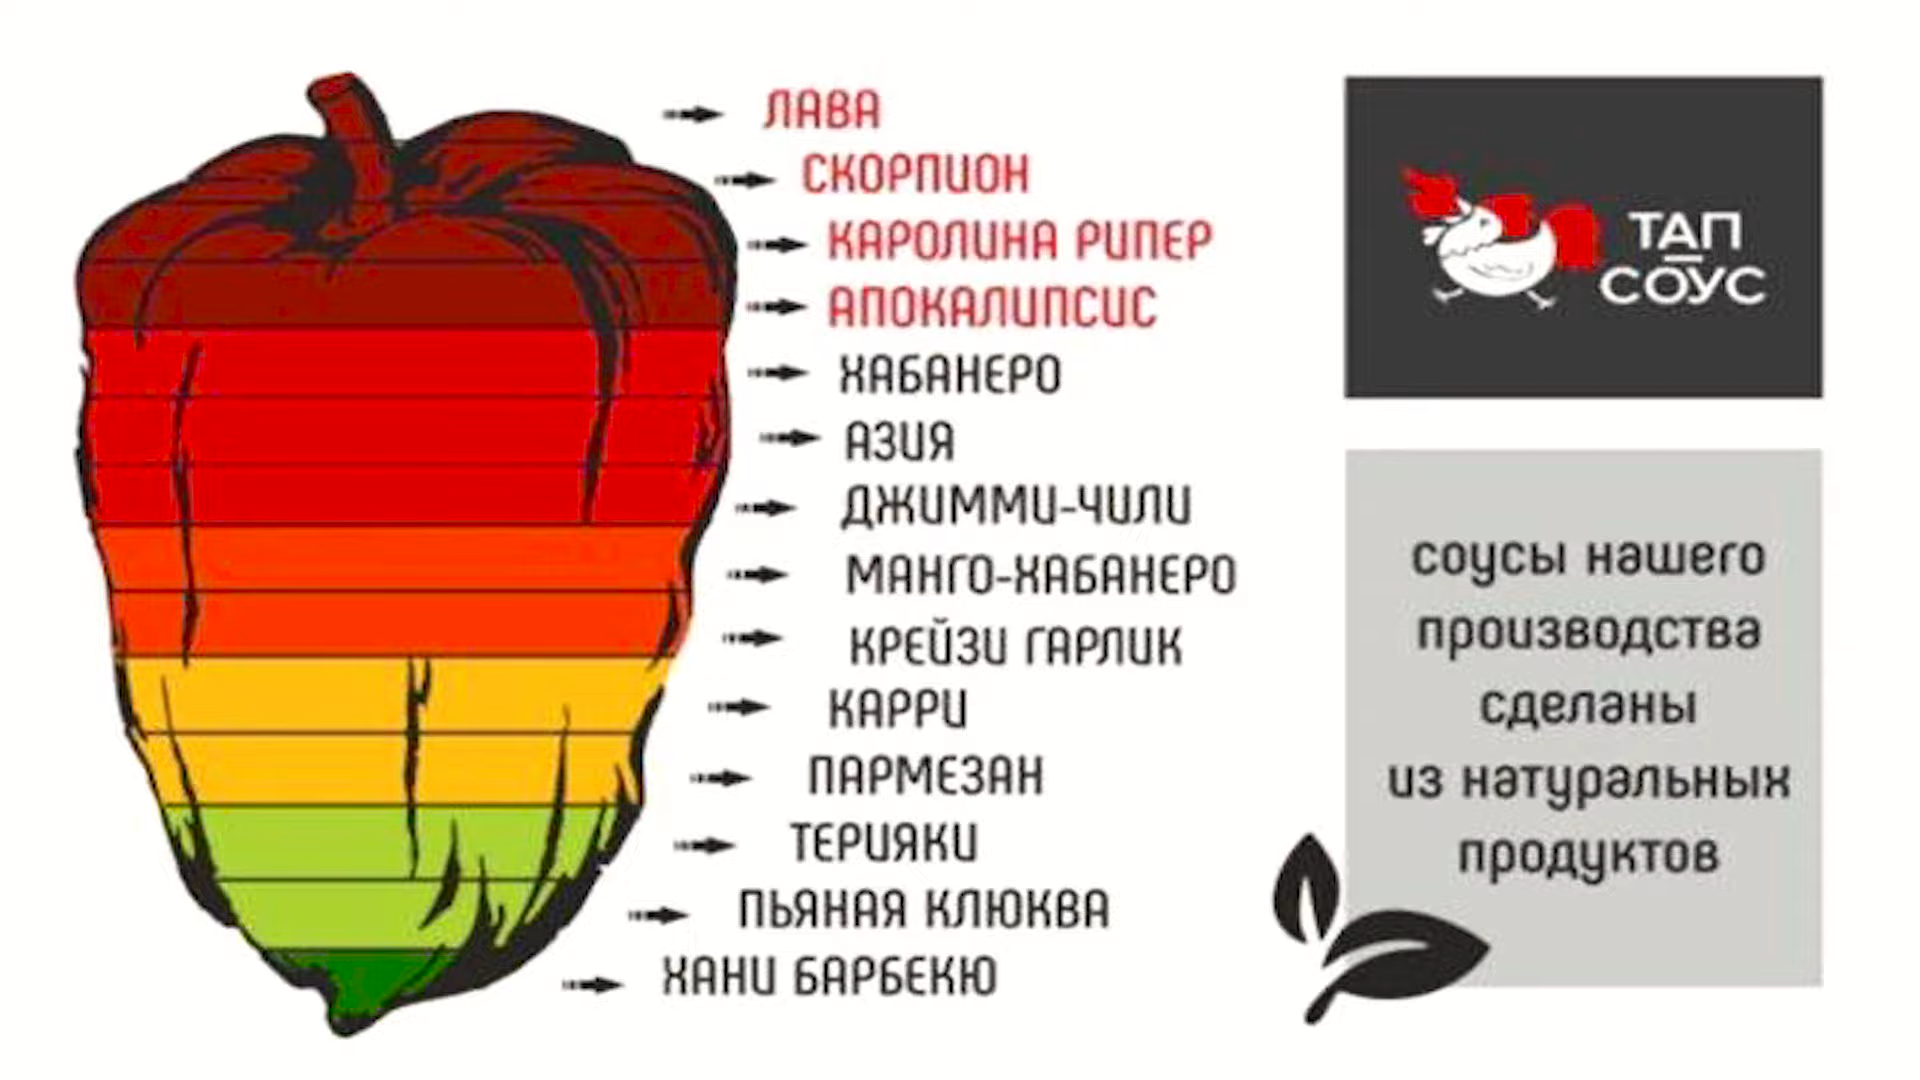 ЛАВА
СКОРПИОН
КАРОЛИНА РИПЕР
АПОКАЛИПСИС
ХАБАНЕРО
АЗИЯ
ДЖИММИ-ЧИЛИ
МАНГО-ХАБАНЕРО
КРЕЙЗИ ГАРЛИК
КАРРИ
ПАРМЕЗАН
ТЕРИЯКИ
ПЬЯНАЯ КЛЮКВА
ХАНИ БАРБЕКЮ
ТАП
СОУС
соусы нашего
производства
сделаны
из натуральных
продуктов